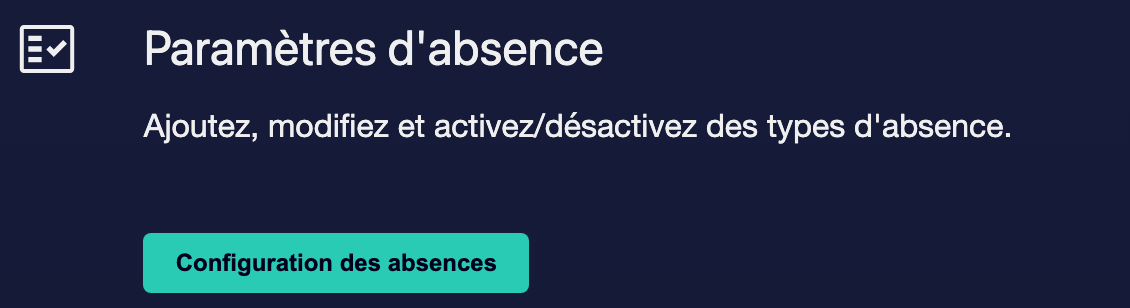 Paramètres d'absence
Ajoutez, modifiez et activez/désactivez des types d'absence.
Configuration des absences